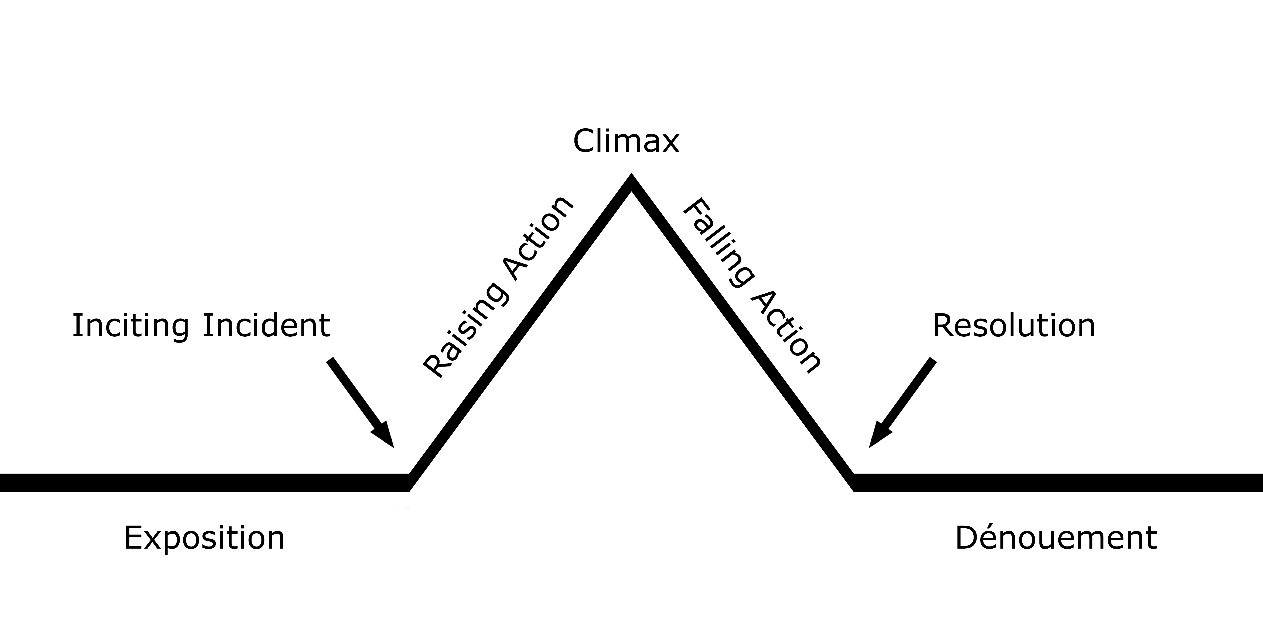 Climax
Raising Action
Falling Action
Inciting Incident
Resolution
Exposition
Dénouement